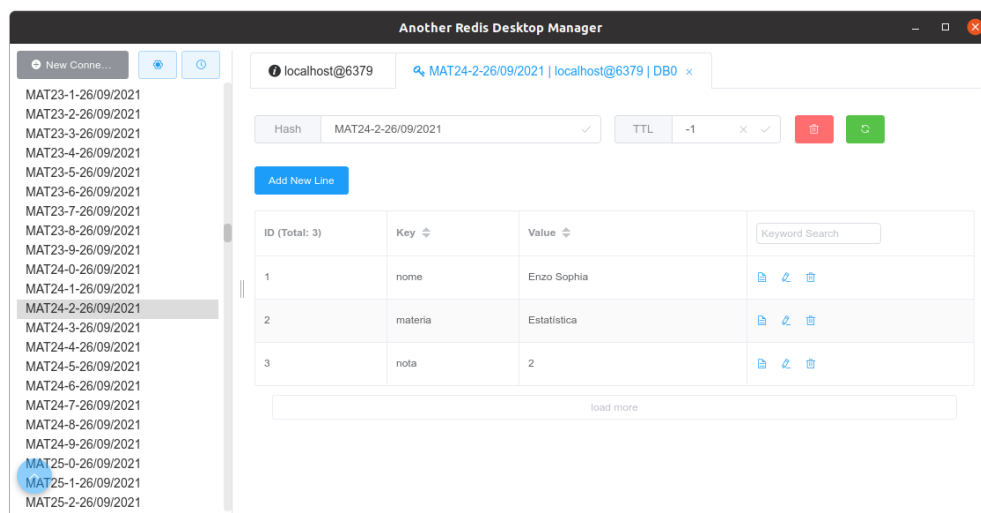 Another Redis Desktop Manager
New Conne...
MAT23-1-26/09/2021
MAT23-2-26/09/2021
MAT23-3-26/09/2021
MAT23-4-26/09/2021
MAT23-5-26/09/2021
MAT23-6-26/09/2021
MAT23-7-26/09/2021
MAT23-8-26/09/2021
MAT23-9-26/09/2021
MAT24-0-26/09/2021
MAT24-1-26/09/2021
MAT24-2-26/09/2021
MAT24-3-26/09/2021
MAT24-4-26/09/2021
MAT24-5-26/09/2021
MAT24-6-26/09/2021
MAT24-7-26/09/2021
MAT24-8-26/09/2021
MAT24-9-26/09/2021
MAT25-0-26/09/2021
MAT25-1-26/09/2021
MAT25-2-26/09/2021
localhost@6379 MAT24-2-26/09/2021 | localhost@6379 | DB0 ×
Hash MAT24-2-26/09/2021 TTL -1
Add New Line
ID (Total: 3) Key Value Keyword Search
1 nome Enzo Sophia
2 materia Estatística
3 nota 2
load more